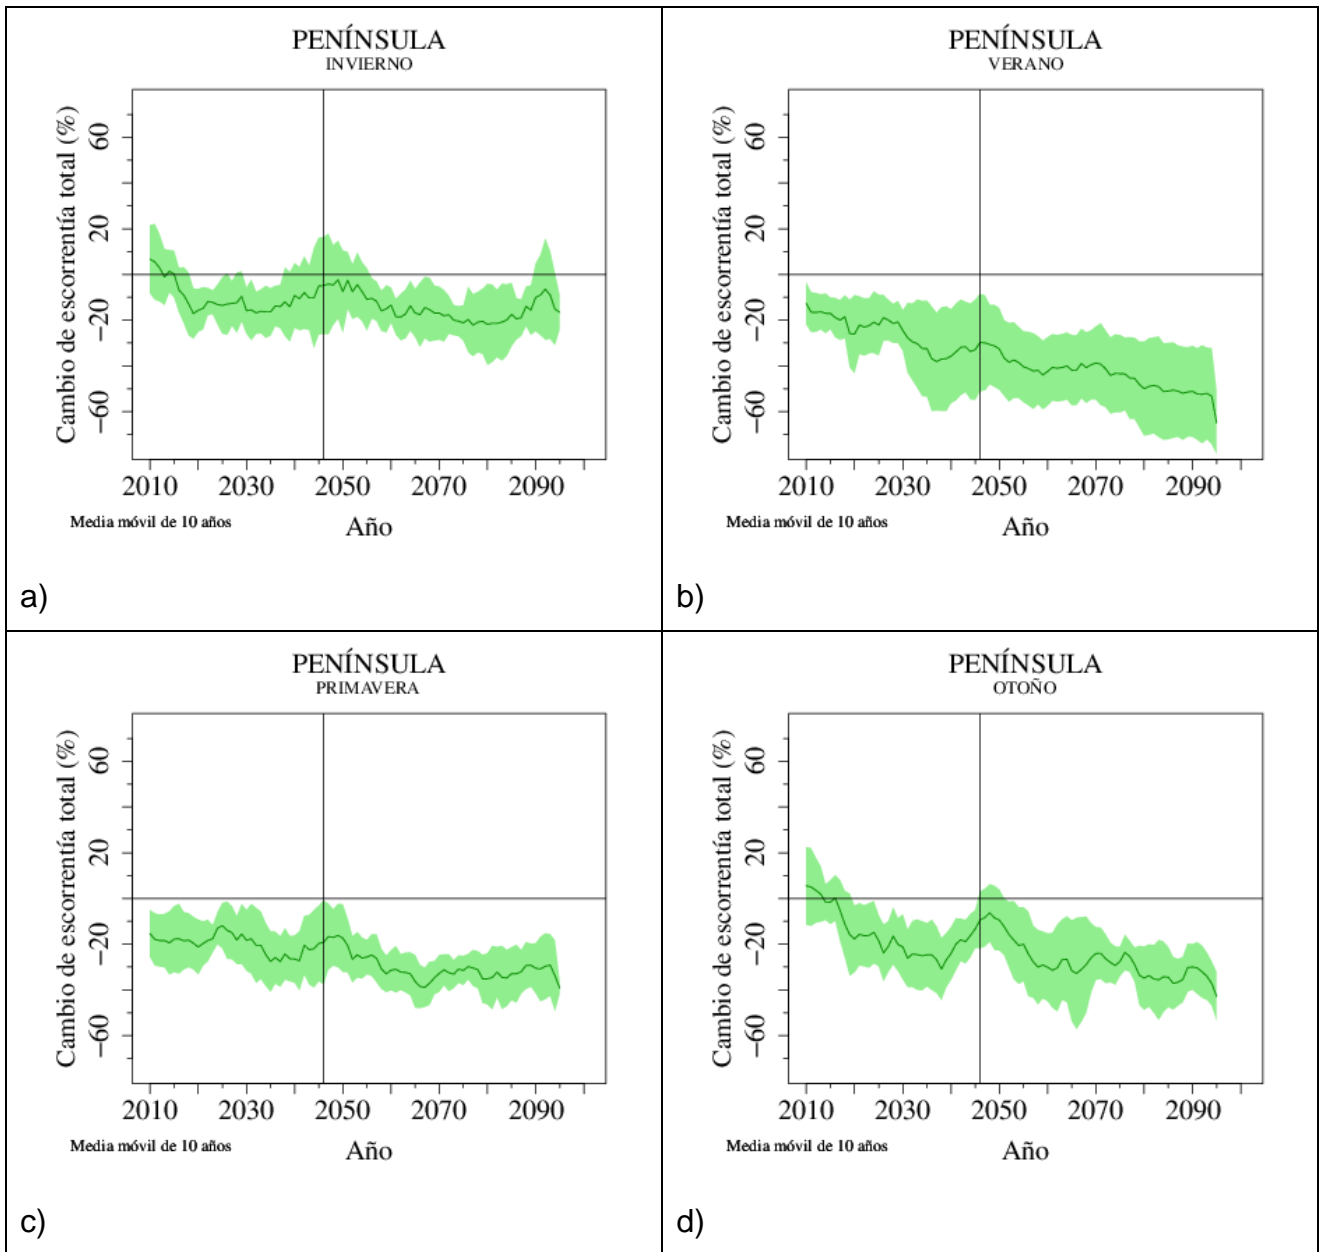 PENÍNSULA
INVIERNO
Cambio de escorrentía total (%)
60
20
−20
−60
2010 2030 2050 2070 2090
Media móvil de 10 años
Año
a)
PENÍNSULA
VERANO
Cambio de escorrentía total (%)
60
20
−20
−60
2010 2030 2050 2070 2090
Media móvil de 10 años
Año
b)
PENÍNSULA
PRIMAVERA
Cambio de escorrentía total (%)
60
20
−20
−60
2010 2030 2050 2070 2090
Media móvil de 10 años
Año
c)
PENÍNSULA
OTOÑO
Cambio de escorrentía total (%)
60
20
−20
−60
2010 2030 2050 2070 2090
Media móvil de 10 años
Año
d)